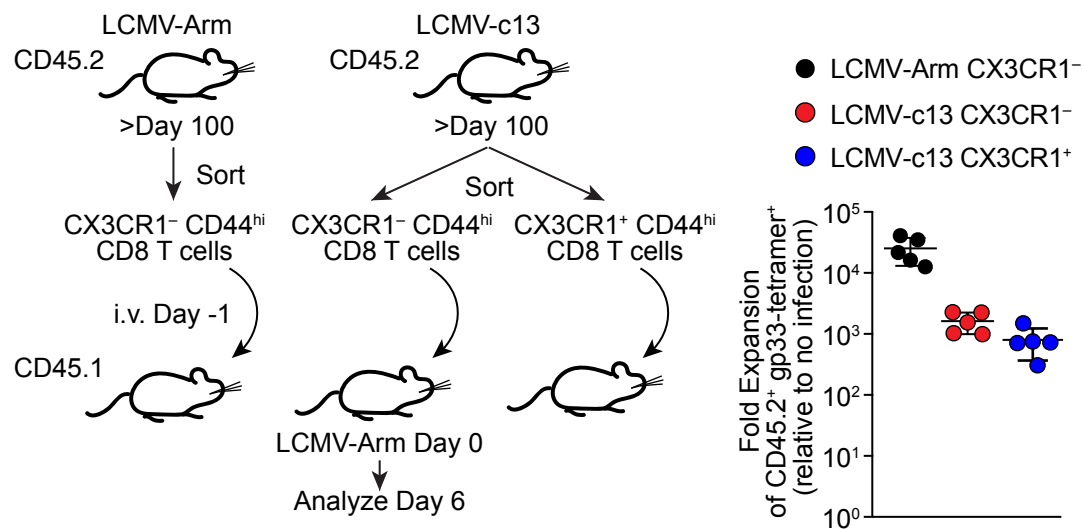 LCMV-Arm
CD45.2
>Day 100
Sort
CX3CR1⁻ CD44ʰⁱ
CD8 T cells
i.v. Day -1
CD45.1
LCMV-c13
CD45.2
>Day 100
Sort
CX3CR1⁻ CD44ʰⁱ
CD8 T cells
CX3CR1⁺ CD44ʰⁱ
CD8 T cells
LCMV-Arm Day 0
Analyze Day 6
LCMV-Arm CX3CR1⁻
LCMV-c13 CX3CR1⁻
LCMV-c13 CX3CR1⁺
Fold Expansion
of CD45.2⁺ gp33-tetramer⁺
(relative to no infection)
10⁵
10⁴
10³
10²
10¹
10⁰